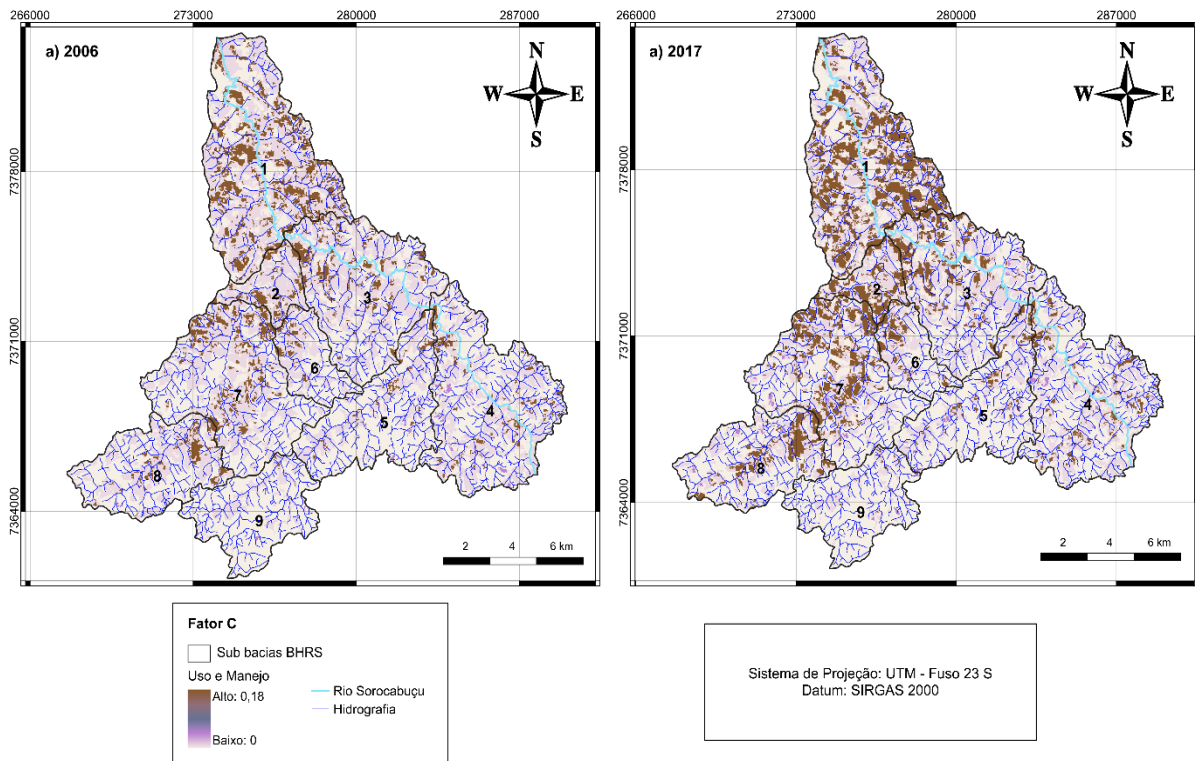 266000 273000 280000 287000
a) 2006
N
W E
S
7378000
7371000
7364000
1
2
3
6
7
4
5
8
9
2 4 6 km
266000 273000 280000 287000
a) 2017
N
W E
S
7378000
7371000
7364000
1
2
3
6
7
5
4
8
9
2 4 6 km
Fator C
Sub bacias BHRS
Uso e Manejo
Alto: 0,18
Baixo: 0
Rio Sorocabuçu
Hidrografia
Sistema de Projeção: UTM - Fuso 23 S
Datum: SIRGAS 2000